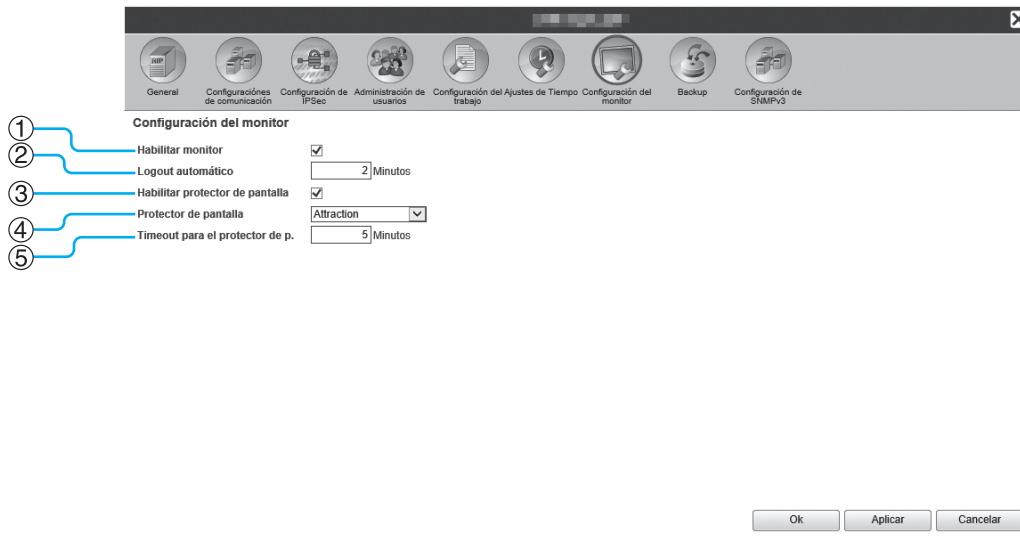 RIP
General
Configuraciónes de comunicación
Configuración de IPSec
Administración de usuarios
Configuración del trabajo
Ajustes de Tiempo
Configuración del monitor
Backup
Configuración de SNMPv3
Configuración del monitor
① Habilitar monitor
② Logout automático 2 Minutos
③ Habilitar protector de pantalla
④ Protector de pantalla Attraction
⑤ Timeout para el protector de p. 5 Minutos
Ok Aplicar Cancelar